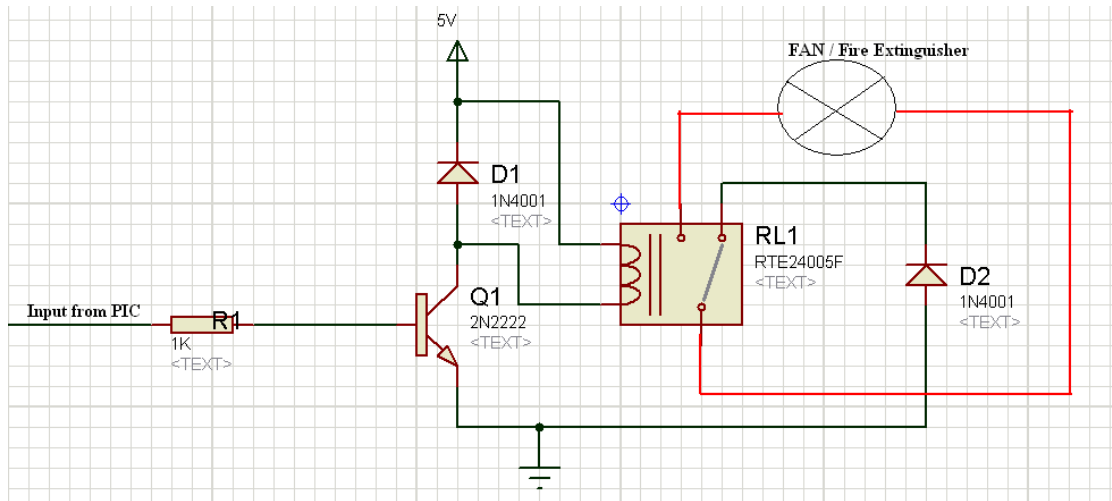 5V
FAN / Fire Extinguisher
D1
1N4001
<TEXT>
RL1
RTE24005F
<TEXT>
D2
1N4001
<TEXT>
Q1
2N2222
<TEXT>
Input from PIC
R1
1K
<TEXT>